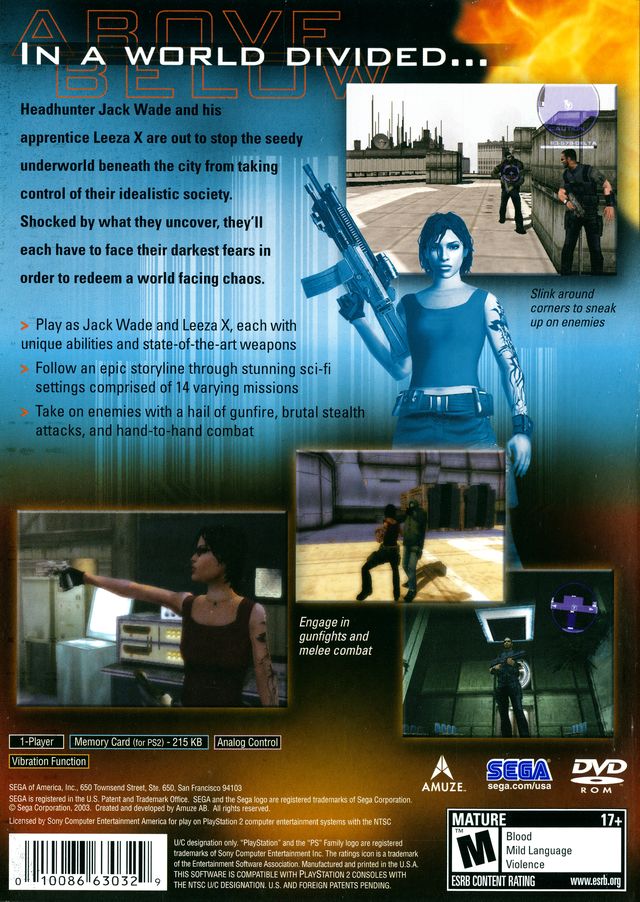 ABOVE
BELOW
IN A WORLD DIVIDED...
Headhunter Jack Wade and his
apprentice Leeza X are out to stop the seedy
underworld beneath the city from taking
control of their idealistic society.
Shocked by what they uncover, they'll
each have to face their darkest fears in
order to redeem a world facing chaos.
> Play as Jack Wade and Leeza X, each with
unique abilities and state-of-the-art weapons
> Follow an epic storyline through stunning sci-fi
settings comprised of 14 varying missions
> Take on enemies with a hail of gunfire, brutal stealth
attacks, and hand-to-hand combat
CAUTION
Slink around
corners to sneak
up on enemies
Engage in
gunfights and
melee combat
1-Player
Memory Card (for PS2) - 215 KB
Analog Control
Vibration Function
AMUZE™
SEGA
sega.com/usa
DVD
ROM
SEGA of America, Inc., 650 Townsend Street, Ste. 650, San Francisco 94103
SEGA is registered in the U.S. Patent and Trademark Office. SEGA and the Sega logo are registered trademarks of Sega Corporation.
© Sega Corporation, 2003. Created and developed by Amuze AB. All rights reserved.
Licensed by Sony Computer Entertainment America for play on PlayStation 2 computer entertainment systems with the NTSC
U/C designation only. "PlayStation" and the "PS" Family logo are registered
trademarks of Sony Computer Entertainment Inc. The ratings icon is a trademark
of the Entertainment Software Association. Manufactured and printed in the U.S.A.
THIS SOFTWARE IS COMPATIBLE WITH PLAYSTATION 2 CONSOLES WITH
THE NTSC U/C DESIGNATION. U.S. AND FOREIGN PATENTS PENDING.
0 10086 63032 9
MATURE 17+
M™
Blood
Mild Language
Violence
ESRB CONTENT RATING www.esrb.org